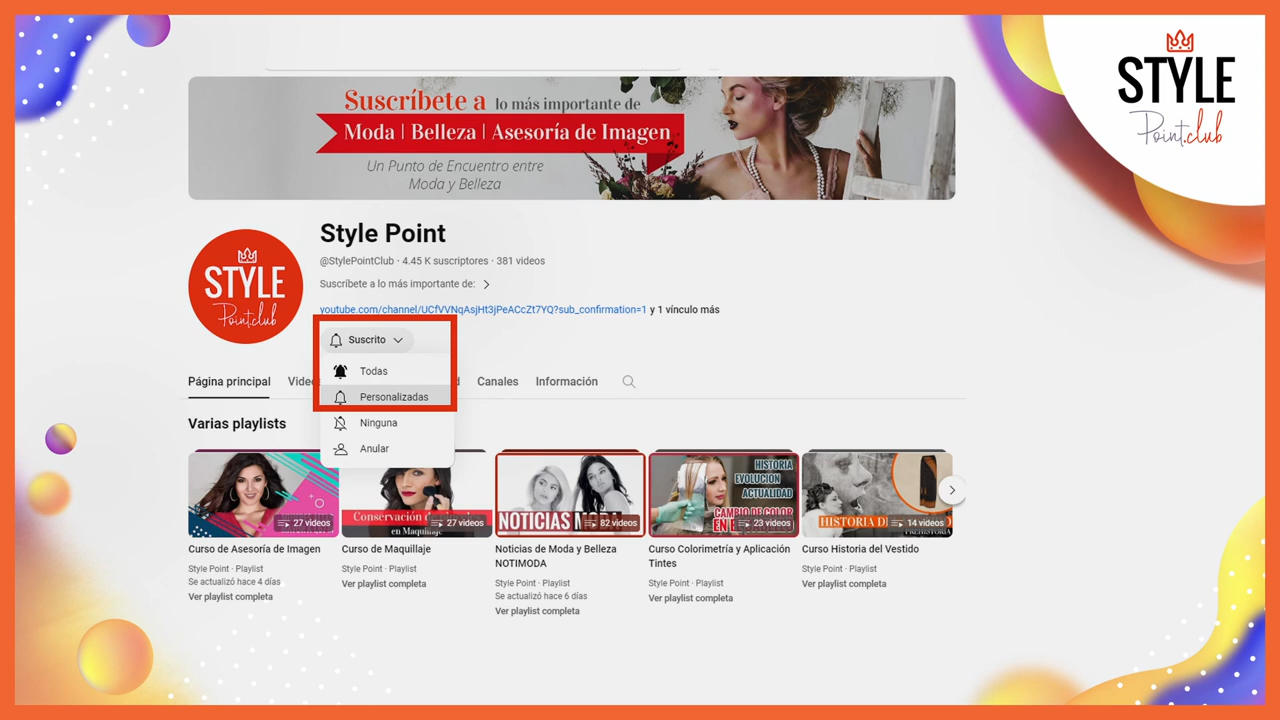 STYLE
Point.club
Suscríbete a lo más importante de
Moda | Belleza | Asesoría de Imagen
Un Punto de Encuentro entre
Moda y Belleza
STYLE
Point.club
Style Point
@StylePointClub · 4.45 K suscriptores · 381 videos
Suscríbete a lo más importante de:
youtube.com/channel/UCfVVNqAsjHt3jPeACcZt7YQ?sub_confirmation=1 y 1 vínculo más
Suscrito
Todas
Personalizadas
Ninguna
Anular
Página principal
Canales
Información
Varias playlists
27 videos
Conservación
en Maquillaje
27 videos
NOTICIAS
82 videos
HISTORIA
EVOLUCION
ACTUALIDAD
CAMBIO DE COLOR
23 videos
HISTORIA
PREHISTORIA
14 videos
Curso de Asesoría de Imagen
Style Point · Playlist
Se actualizó hace 4 días
Ver playlist completa
Curso de Maquillaje
Style Point · Playlist
Ver playlist completa
Noticias de Moda y Belleza
NOTIMODA
Style Point · Playlist
Se actualizó hace 6 días
Ver playlist completa
Curso Colorimetría y Aplicación
Tintes
Style Point · Playlist
Ver playlist completa
Curso Historia del Vestido
Style Point · Playlist
Ver playlist completa